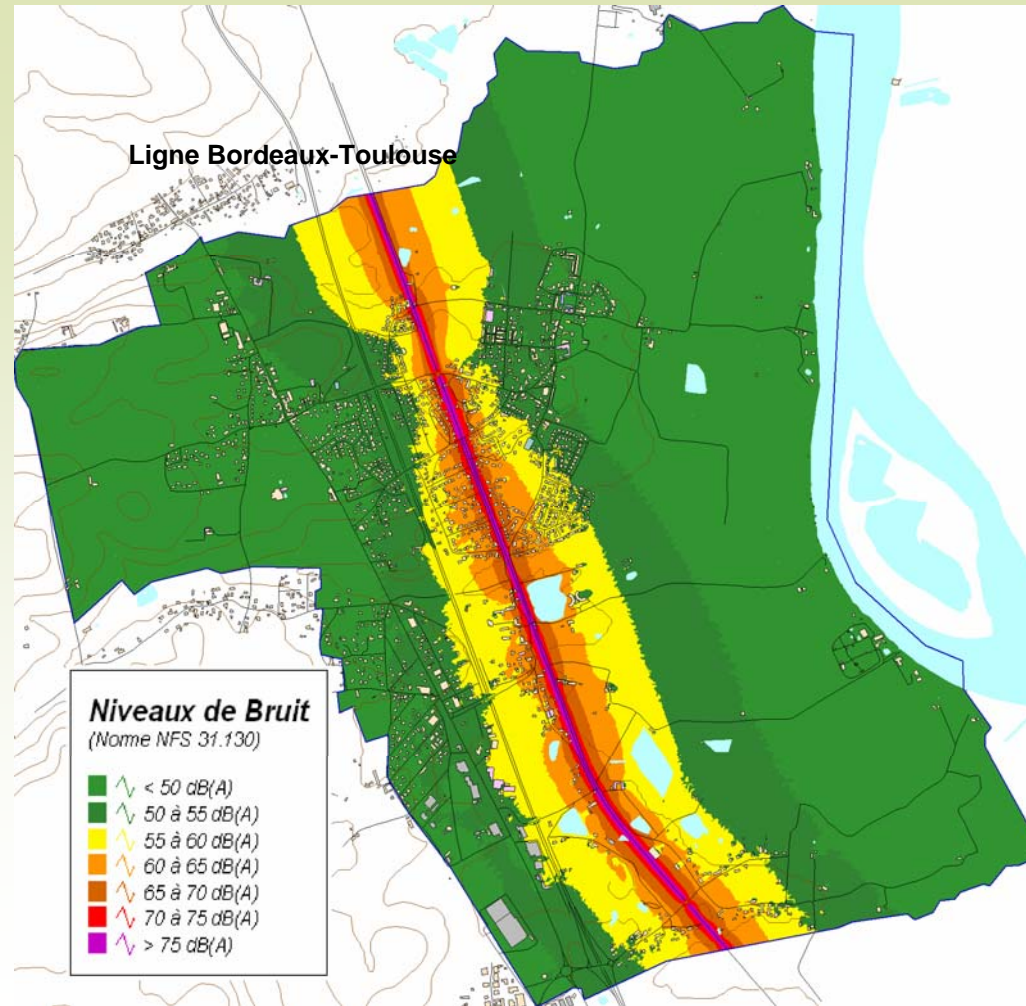 Ligne Bordeaux-Toulouse
Niveaux de Bruit
(Norme NFS 31.130)
< 50 dB(A)
50 à 55 dB(A)
55 à 60 dB(A)
60 à 65 dB(A)
65 à 70 dB(A)
70 à 75 dB(A)
> 75 dB(A)